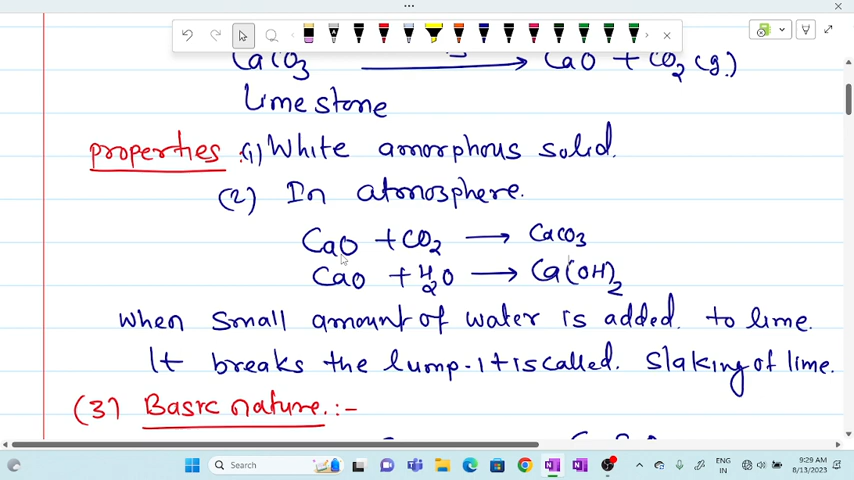 CaCO3 ⟶ CaO + CO2 (g)
Limestone
properties :(1) White amorphous solid.
(2) In atmosphere.
CaO + CO2 ⟶ CaCO3
CaO + H2O ⟶ Ca(OH)2
When small amount of water is added. to lime.
It breaks the lump. it is called. Slaking of lime.
(3) Basic nature. :-
Search
ENG
IN
9:29 AM
8/13/2023